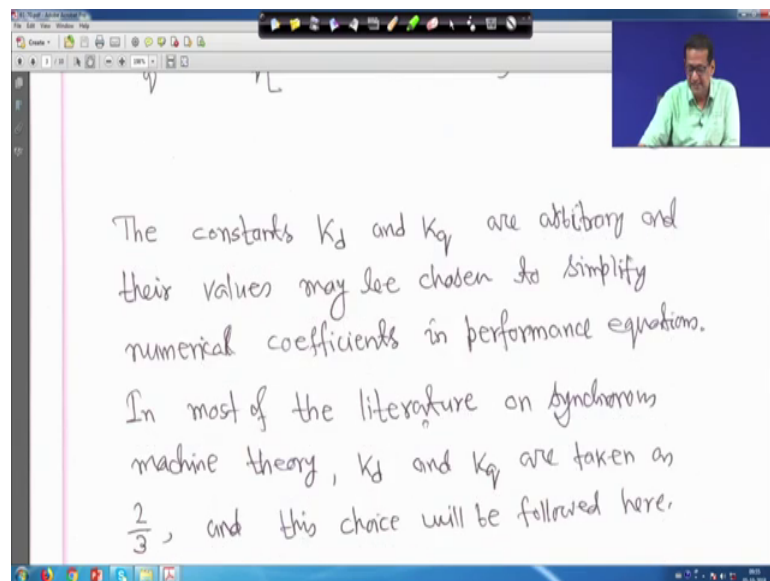 The constants Kd and Kq are arbitrary and
their values may be chosen to simplify
numerical coefficients in performance equations.
In most of the literature on synchronous
machine theory, Kd and Kq are taken as
2/3, and this choice will be followed here.